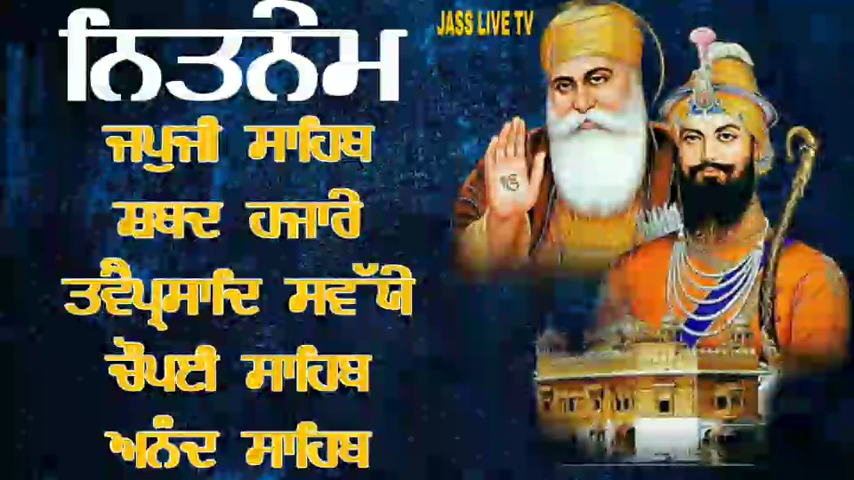 JASS LIVE TV
ਨਿਤਨੇਮ
ਜਪੁਜੀ ਸਾਹਿਬ
ਸ਼ਬਦ ਹਜਾਰੇ
ਤਵੈਪ੍ਰਸਾਦਿ ਸਵੱਯੇ
ਚੌਪਈ ਸਾਹਿਬ
ਅਨੰਦ ਸਾਹਿਬ
ੴ